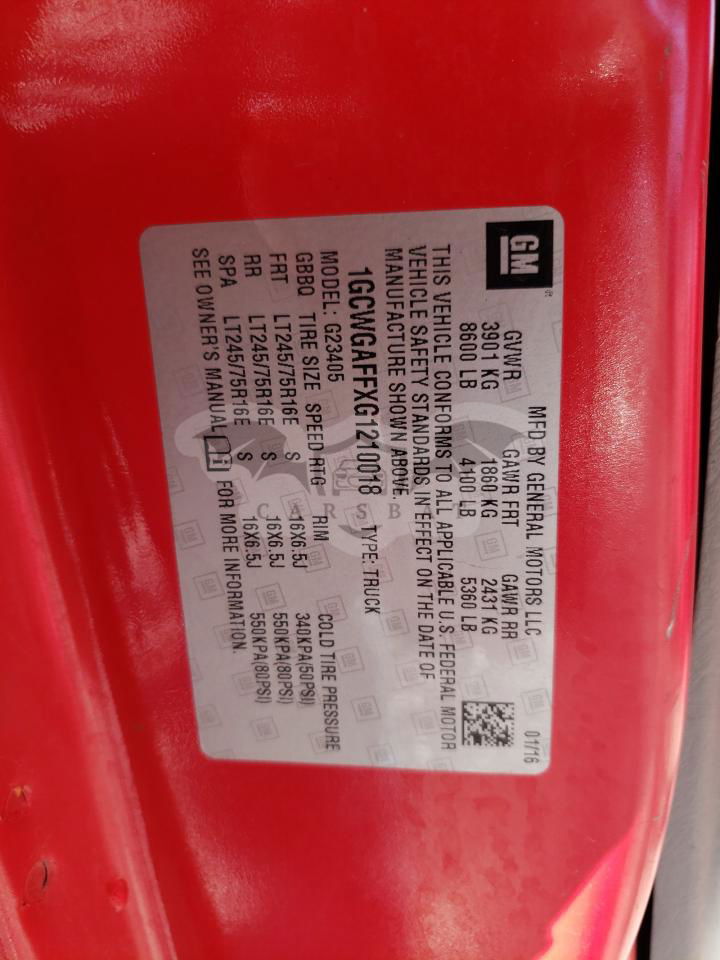 GM
MFD BY GENERAL MOTORS LLC 01/16
GVWR GAWR FRT GAWR RR
3901 KG 1860 KG 2431 KG
8600 LB 4100 LB 5360 LB
THIS VEHICLE CONFORMS TO ALL APPLICABLE U.S. FEDERAL MOTOR
VEHICLE SAFETY STANDARDS IN EFFECT ON THE DATE OF
MANUFACTURE SHOWN ABOVE.
1GCWGAFFXG1210018 TYPE: TRUCK
MODEL: G23405
GBBQ TIRE SIZE SPEED RTG RIM COLD TIRE PRESSURE
FRT LT245/75R16E S 16X6.5J 340KPA(50PSI)
RR LT245/75R16E S 16X6.5J 550KPA(80PSI)
SPA LT245/75R16E S 16X6.5J 550KPA(80PSI)
SEE OWNER'S MANUAL FOR MORE INFORMATION.